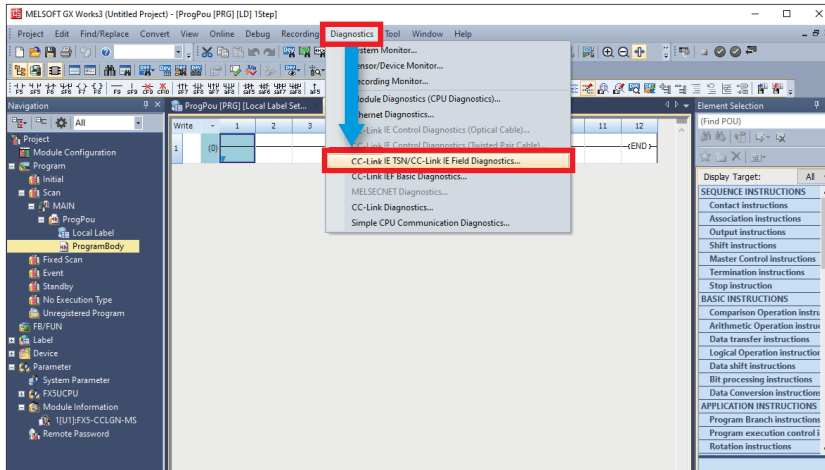 MELSOFT GX Works3 (Untitled Project) - [ProgPou [PRG] [LD] 1Step]
Project Edit Find/Replace Convert View Online Debug Recording Diagnostics Tool Window Help
System Monitor...
Sensor/Device Monitor...
Recording Monitor...
Module Diagnostics (CPU Diagnostics)...
Ethernet Diagnostics...
CC-Link IE Control Diagnostics (Optical Cable)...
CC-Link IE Control Diagnostics (Twisted Pair Cable)...
CC-Link IE TSN/CC-Link IE Field Diagnostics...
CC-Link IEF Basic Diagnostics...
MELSECNET Diagnostics...
CC-Link Diagnostics...
Simple CPU Communication Diagnostics...
Navigation
All
Project
Module Configuration
Program
Initial
Scan
MAIN
ProgPou
Local Label
ProgramBody
Fixed Scan
Event
Standby
No Execution Type
Unregistered Program
FB/FUN
Label
Device
Parameter
System Parameter
FX5UCPU
Module Information
1[U1]:FX5-CCLGN-MS
Remote Password
ProgPou [PRG] [Local Label Set...
Write 1 2 3 11 12
1 (0) END
Element Selection
(Find POU)
Display Target: Al
SEQUENCE INSTRUCTIONS
Contact instructions
Association instructions
Output instructions
Shift instructions
Master Control instructions
Termination instructions
Stop instruction
BASIC INSTRUCTIONS
Comparison Operation instru
Arithmetic Operation instru
Data transfer instructions
Logical Operation instruction
Data shift instructions
Bit processing instructions
Data Conversion instructions
APPLICATION INSTRUCTIONS
Program Branch instructions
Program execution control i
Rotation instructions